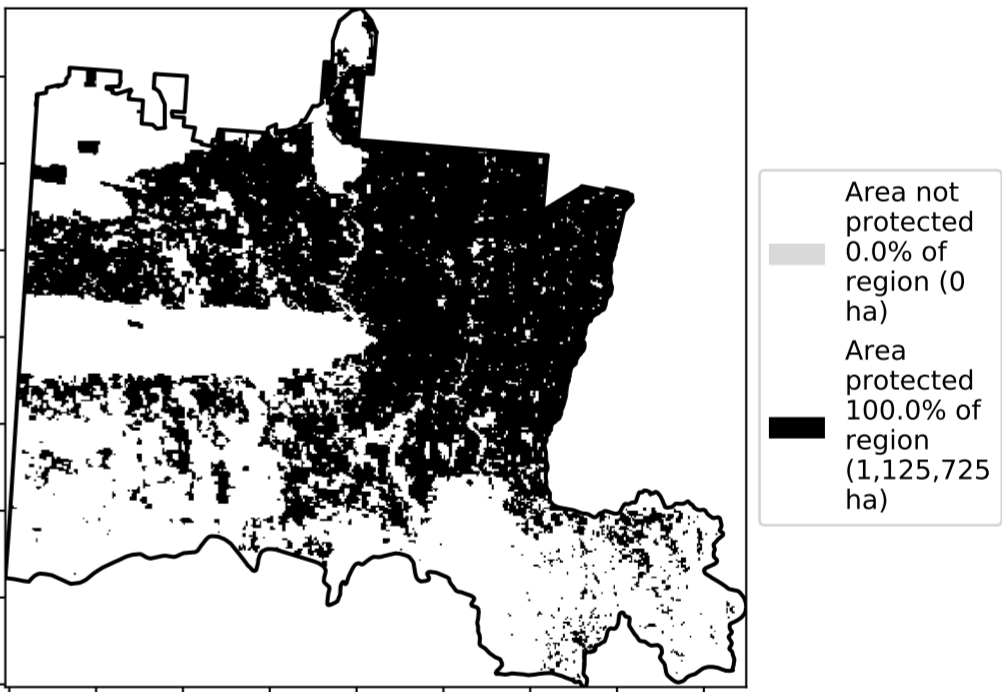 Area not
protected
0.0% of
region (0
ha)
Area
protected
100.0% of
region
(1,125,725
ha)